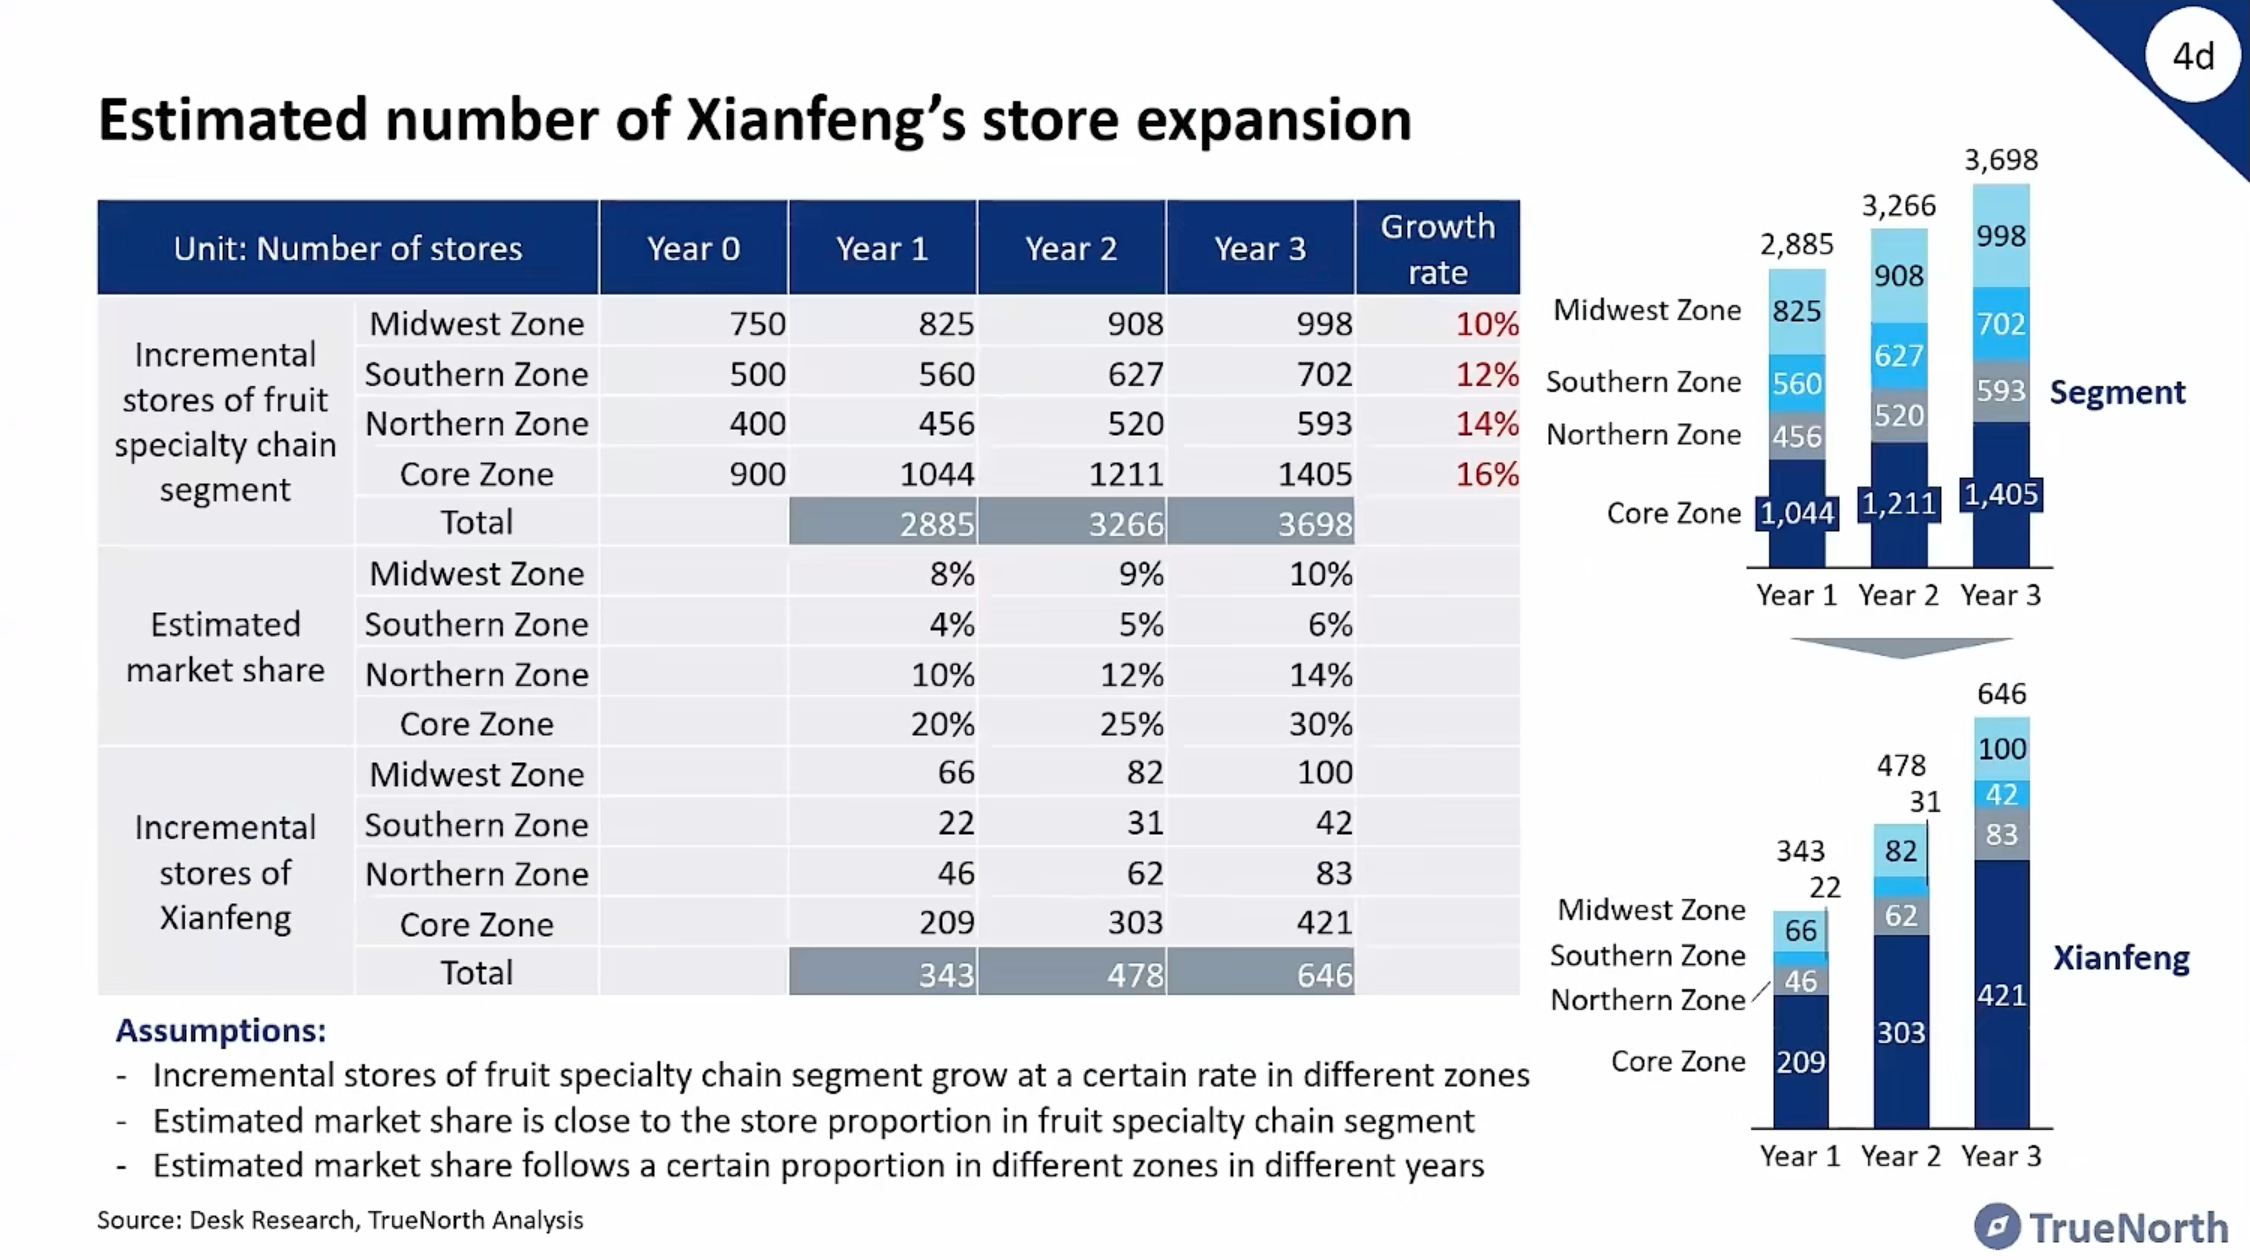 4d
Estimated number of Xianfeng’s store expansion
Unit: Number of stores Year 0 Year 1 Year 2 Year 3 Growth rate
Incremental stores of fruit specialty chain segment
Midwest Zone 750 825 908 998 10%
Southern Zone 500 560 627 702 12%
Northern Zone 400 456 520 593 14%
Core Zone 900 1044 1211 1405 16%
Total 2885 3266 3698
Estimated market share
Midwest Zone 8% 9% 10%
Southern Zone 4% 5% 6%
Northern Zone 10% 12% 14%
Core Zone 20% 25% 30%
Incremental stores of Xianfeng
Midwest Zone 66 82 100
Southern Zone 22 31 42
Northern Zone 46 62 83
Core Zone 209 303 421
Total 343 478 646
Assumptions:
- Incremental stores of fruit specialty chain segment grow at a certain rate in different zones
- Estimated market share is close to the store proportion in fruit specialty chain segment
- Estimated market share follows a certain proportion in different zones in different years
Source: Desk Research, TrueNorth Analysis
2,885 3,266 3,698
Midwest Zone 825 908 998
Southern Zone 560 627 702
Northern Zone 456 520 593
Core Zone 1,044 1,211 1,405
Segment
Year 1 Year 2 Year 3
343 478 646
Midwest Zone 66 82 100
Southern Zone 22 31 42
Northern Zone 46 62 83
Core Zone 209 303 421
Xianfeng
Year 1 Year 2 Year 3
TrueNorth